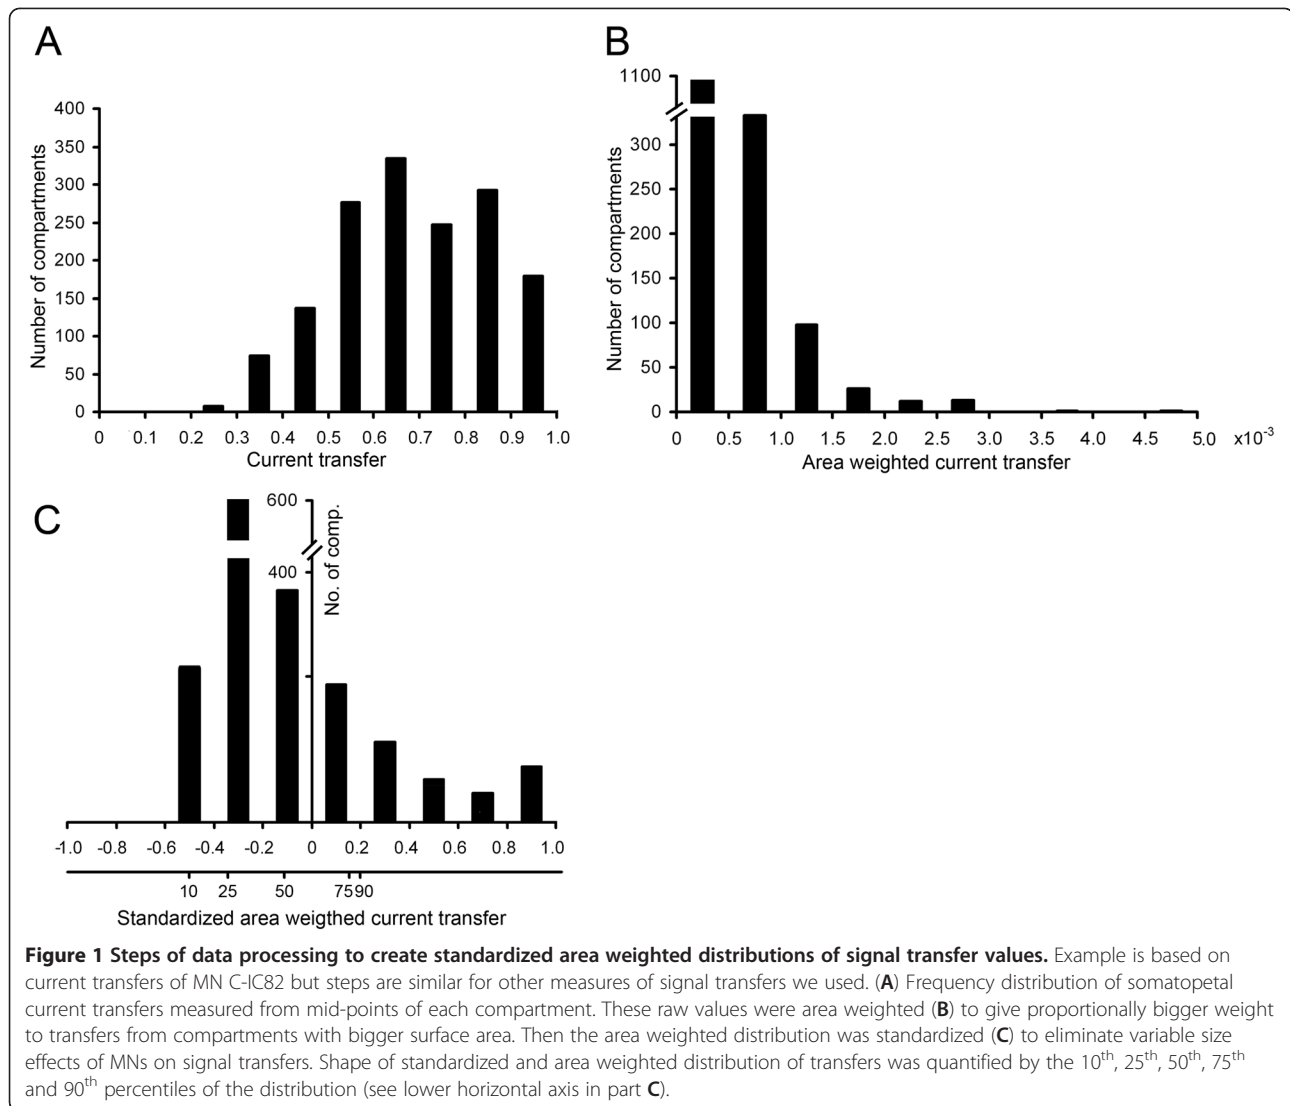 A
Number of compartments
400
350
300
250
200
150
100
50
0
0 0.1 0.2 0.3 0.4 0.5 0.6 0.7 0.8 0.9 1.0
Current transfer
B
Number of compartments
1100
300
250
200
150
100
50
0
0 0.5 1.0 1.5 2.0 2.5 3.0 3.5 4.0 4.5 5.0 x10-3
Area weighted current transfer
C
600
400
No. of comp.
-1.0 -0.8 -0.6 -0.4 -0.2 0 0.2 0.4 0.6 0.8 1.0
10 25 50 75 90
Standardized area weigthed current transfer
Figure 1 Steps of data processing to create standardized area weighted distributions of signal transfer values. Example is based on
current transfers of MN C-IC82 but steps are similar for other measures of signal transfers we used. (A) Frequency distribution of somatopetal
current transfers measured from mid-points of each compartment. These raw values were area weighted (B) to give proportionally bigger weight
to transfers from compartments with bigger surface area. Then the area weighted distribution was standardized (C) to eliminate variable size
effects of MNs on signal transfers. Shape of standardized and area weighted distribution of transfers was quantified by the 10th, 25th, 50th, 75th
and 90th percentiles of the distribution (see lower horizontal axis in part C).